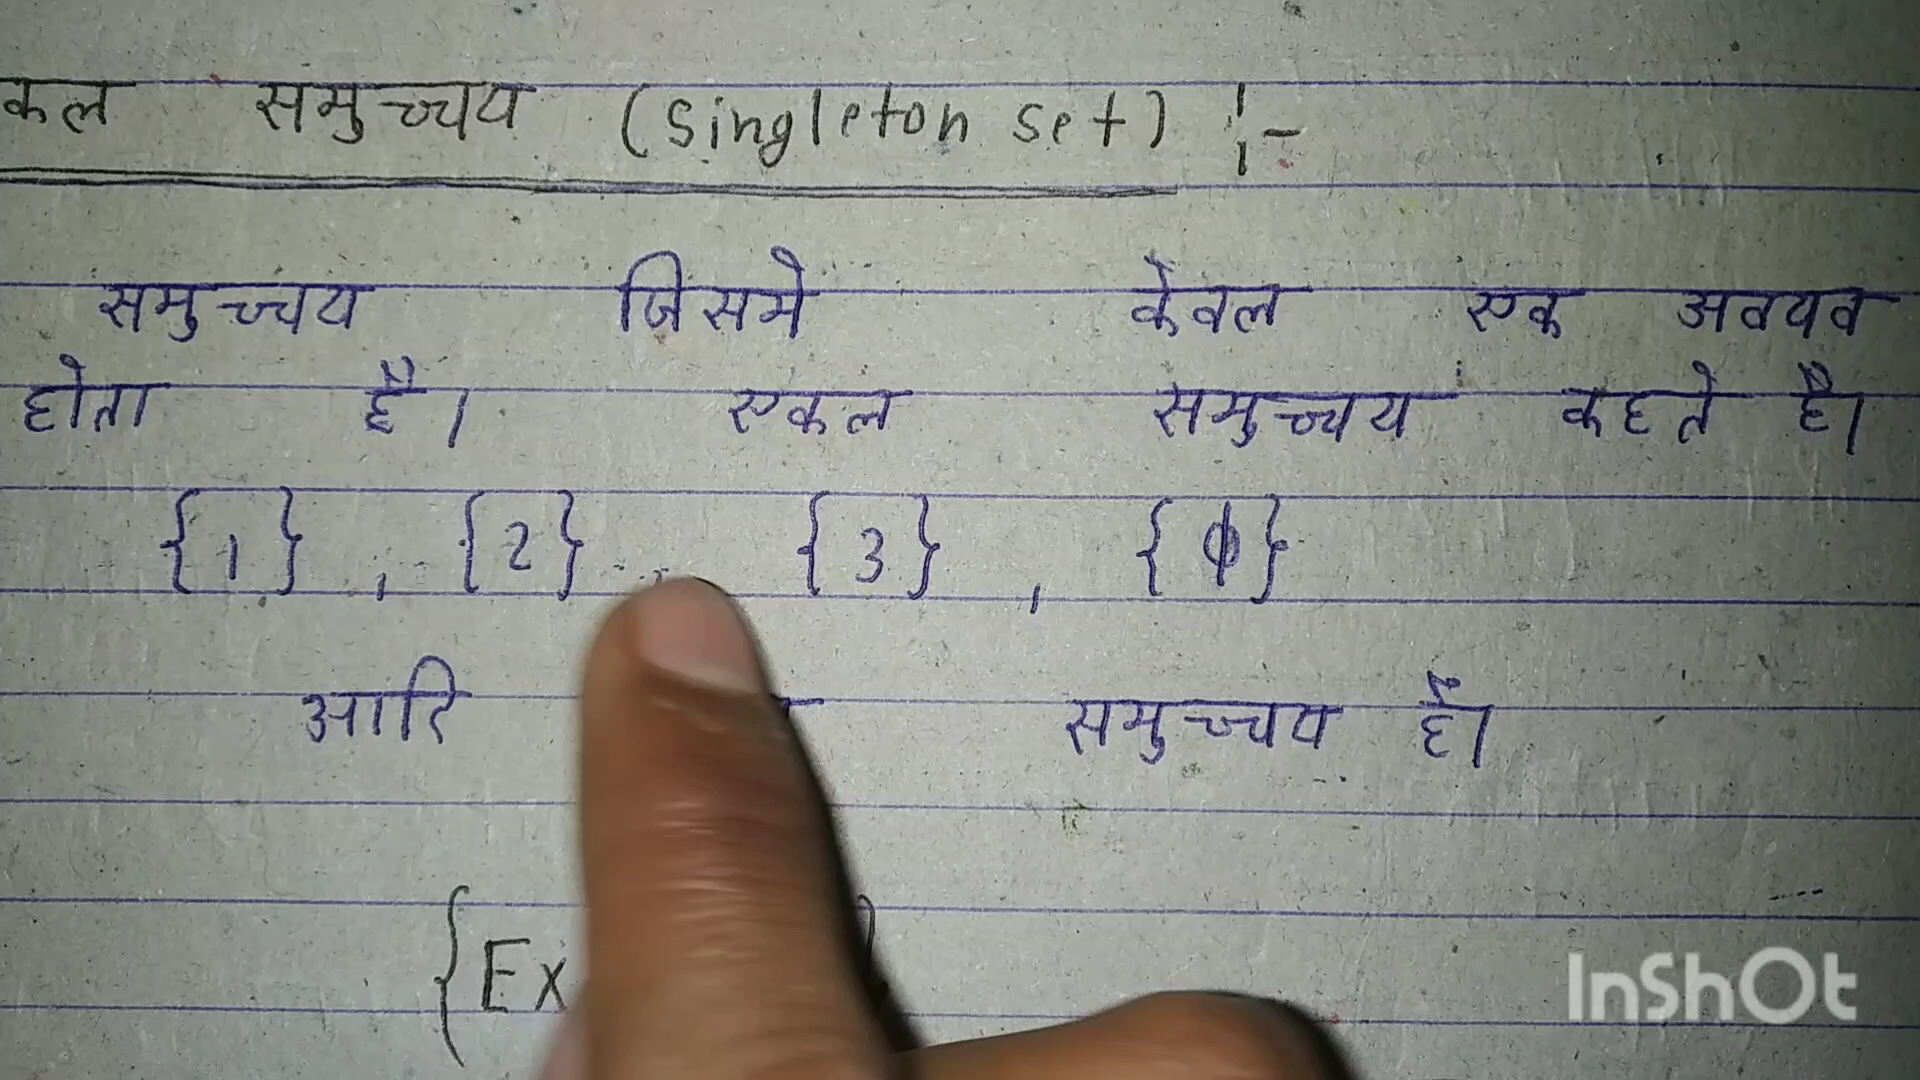 कल समुच्चय (Singleton set) :-
समुच्चय जिसमे केवल एक अवयव
होता है। एकल समुच्चय कहते है।
{1} , {2} {3} , {ϕ}
आदि समुच्चय है।
{Ex
InShOt